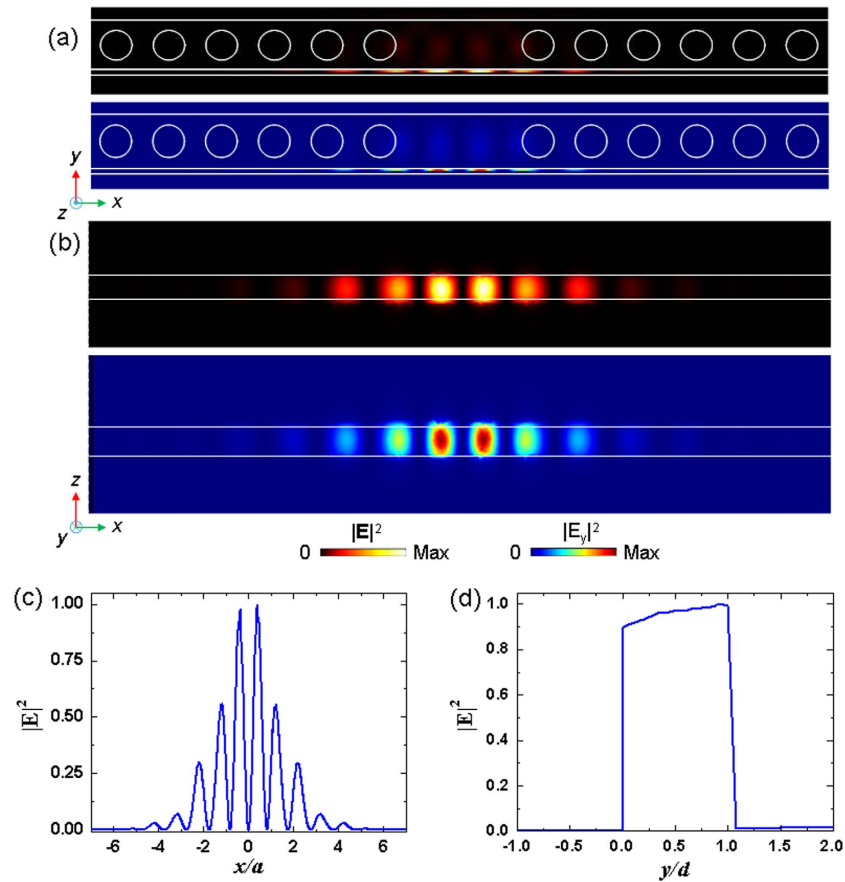 (a)
y
z x
(b)
z
y x
|E|² |E_y|²
0 Max 0 Max
(c) (d)
1.00
0.75
0.50
0.25
0.00
|E|²
-6 -4 -2 0 2 4 6
x/a
1.0
0.8
0.6
0.4
0.2
0.0
|E|²
-1.0 -0.5 0.0 0.5 1.0 1.5 2.0
y/d